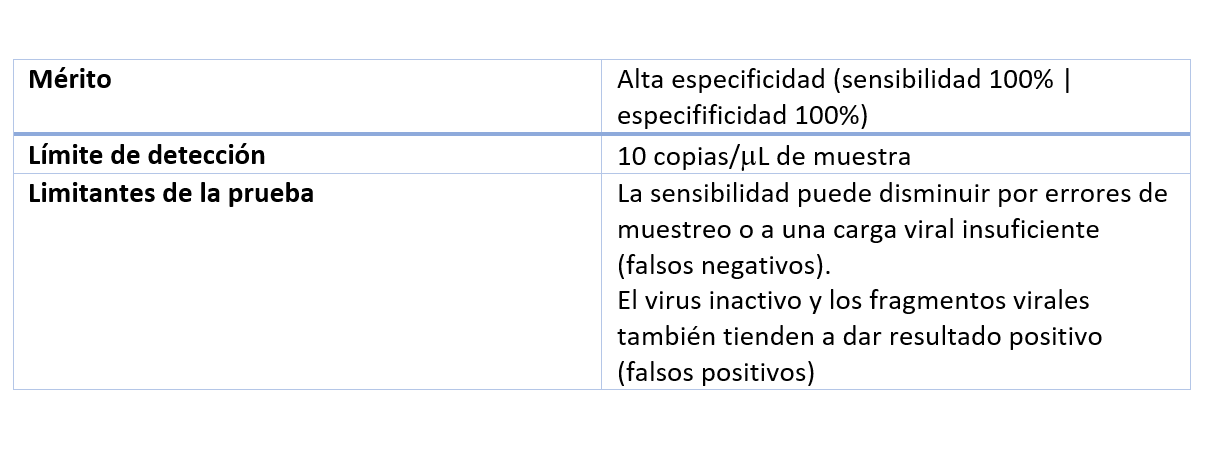 Mérito
Alta especificidad (sensibilidad 100% |
especifificidad 100%)
Límite de detección
10 copias/µL de muestra
Limitantes de la prueba
La sensibilidad puede disminuir por errores de
muestreo o a una carga viral insuficiente
(falsos negativos).
El virus inactivo y los fragmentos virales
también tienden a dar resultado positivo
(falsos positivos)